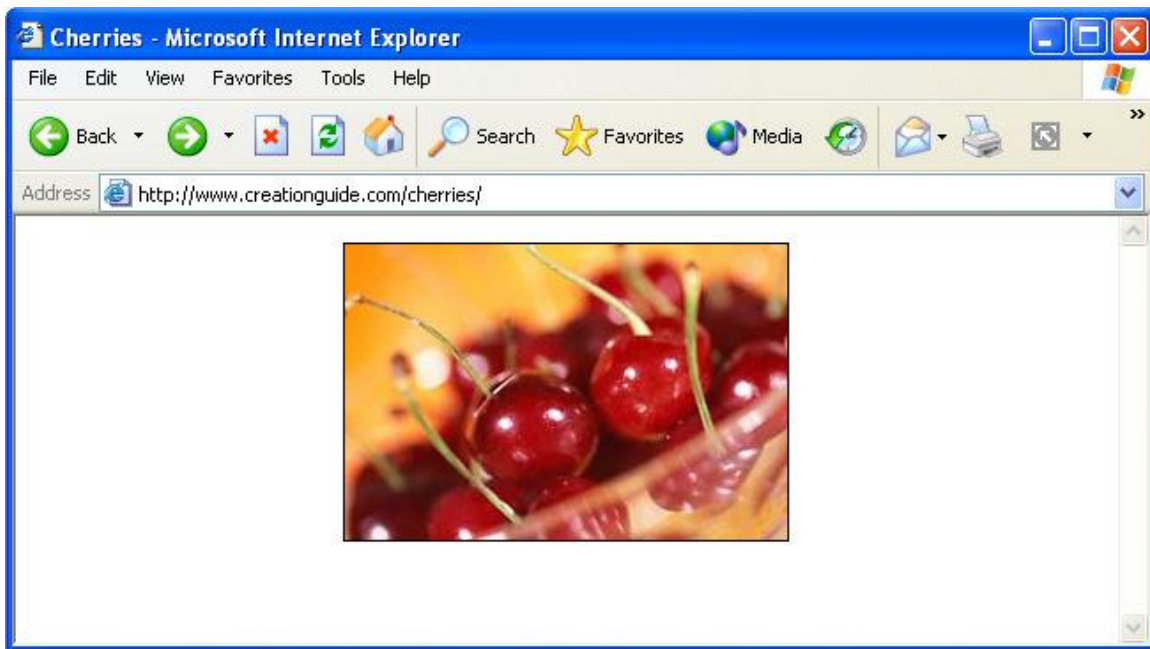 Cherries - Microsoft Internet Explorer
File Edit View Favorites Tools Help
Back Search Favorites Media »
Address http://www.creationguide.com/cherries/